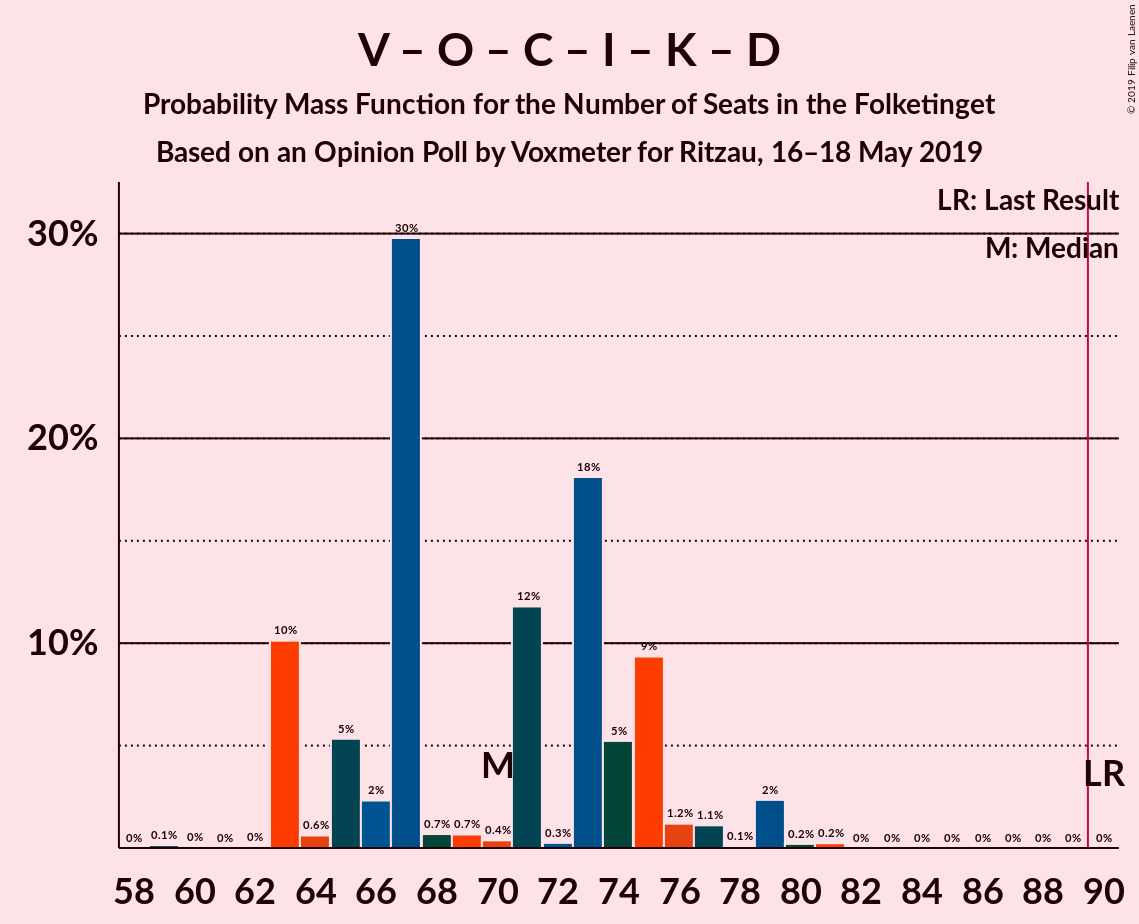 V – O – C – I – K – D
Probability Mass Function for the Number of Seats in the Folketinget
Based on an Opinion Poll by Voxmeter for Ritzau, 16–18 May 2019
© 2019 Filip van Laenen
LR: Last Result
M: Median
30%
20%
10%
0% 0.1% 0% 0% 0% 10% 0.6% 5% 2% 30% 0.7% 0.7% 0.4% 12% 0.3% 18% 5% 9% 1.2% 1.1% 0.1% 2% 0.2% 0.2% 0% 0% 0% 0% 0% 0% 0% 0% 0%
M
LR
58 60 62 64 66 68 70 72 74 76 78 80 82 84 86 88 90